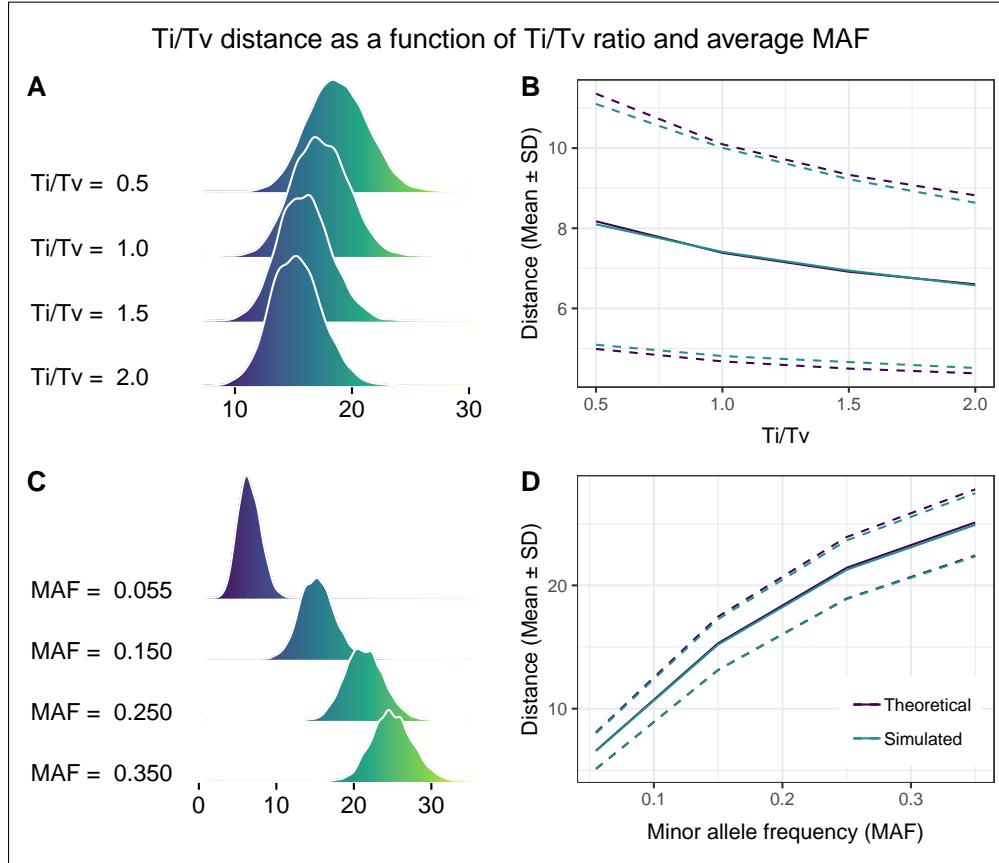 Ti/Tv distance as a function of Ti/Tv ratio and average MAF
A
Ti/Tv = 0.5
Ti/Tv = 1.0
Ti/Tv = 1.5
Ti/Tv = 2.0
10 20 30
B
Distance (Mean ± SD)
10
8
6
0.5 1.0 1.5 2.0
Ti/Tv
C
MAF = 0.055
MAF = 0.150
MAF = 0.250
MAF = 0.350
0 10 20 30
D
Distance (Mean ± SD)
20
10
Theoretical
Simulated
0.1 0.2 0.3
Minor allele frequency (MAF)